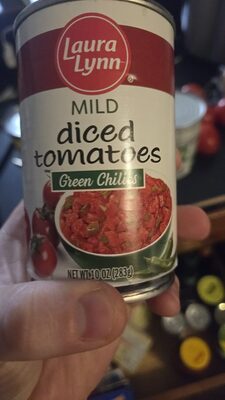 Laura
Lynn
MILD
diced
tomatoes
Green Chilies
NET WT 10 OZ (283g)